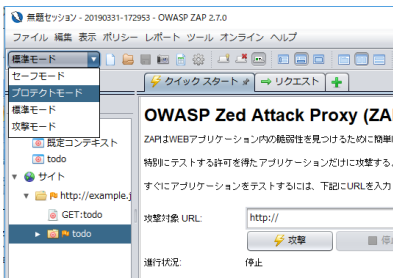 無題セッション - 20190331-172953 - OWASP ZAP 2.7.0
ファイル 編集 表示 ポリシー レポート ツール オンライン ヘルプ
標準モード
セーフモード
プロテクトモード
標準モード
攻撃モード
既定コンテキスト
todo
サイト
http://example.j
GET:todo
todo
クイックスタート
リクエスト
OWASP Zed Attack Proxy (ZA
ZAPはWEBアプリケーション内の脆弱性を見つけるために簡単
特別にテストする許可を得たアプリケーションだけに攻撃する
すぐにアプリケーションをテストするには、下記にURLを入力
攻撃対象 URL:
http://
攻撃
停
進行状況:
停止